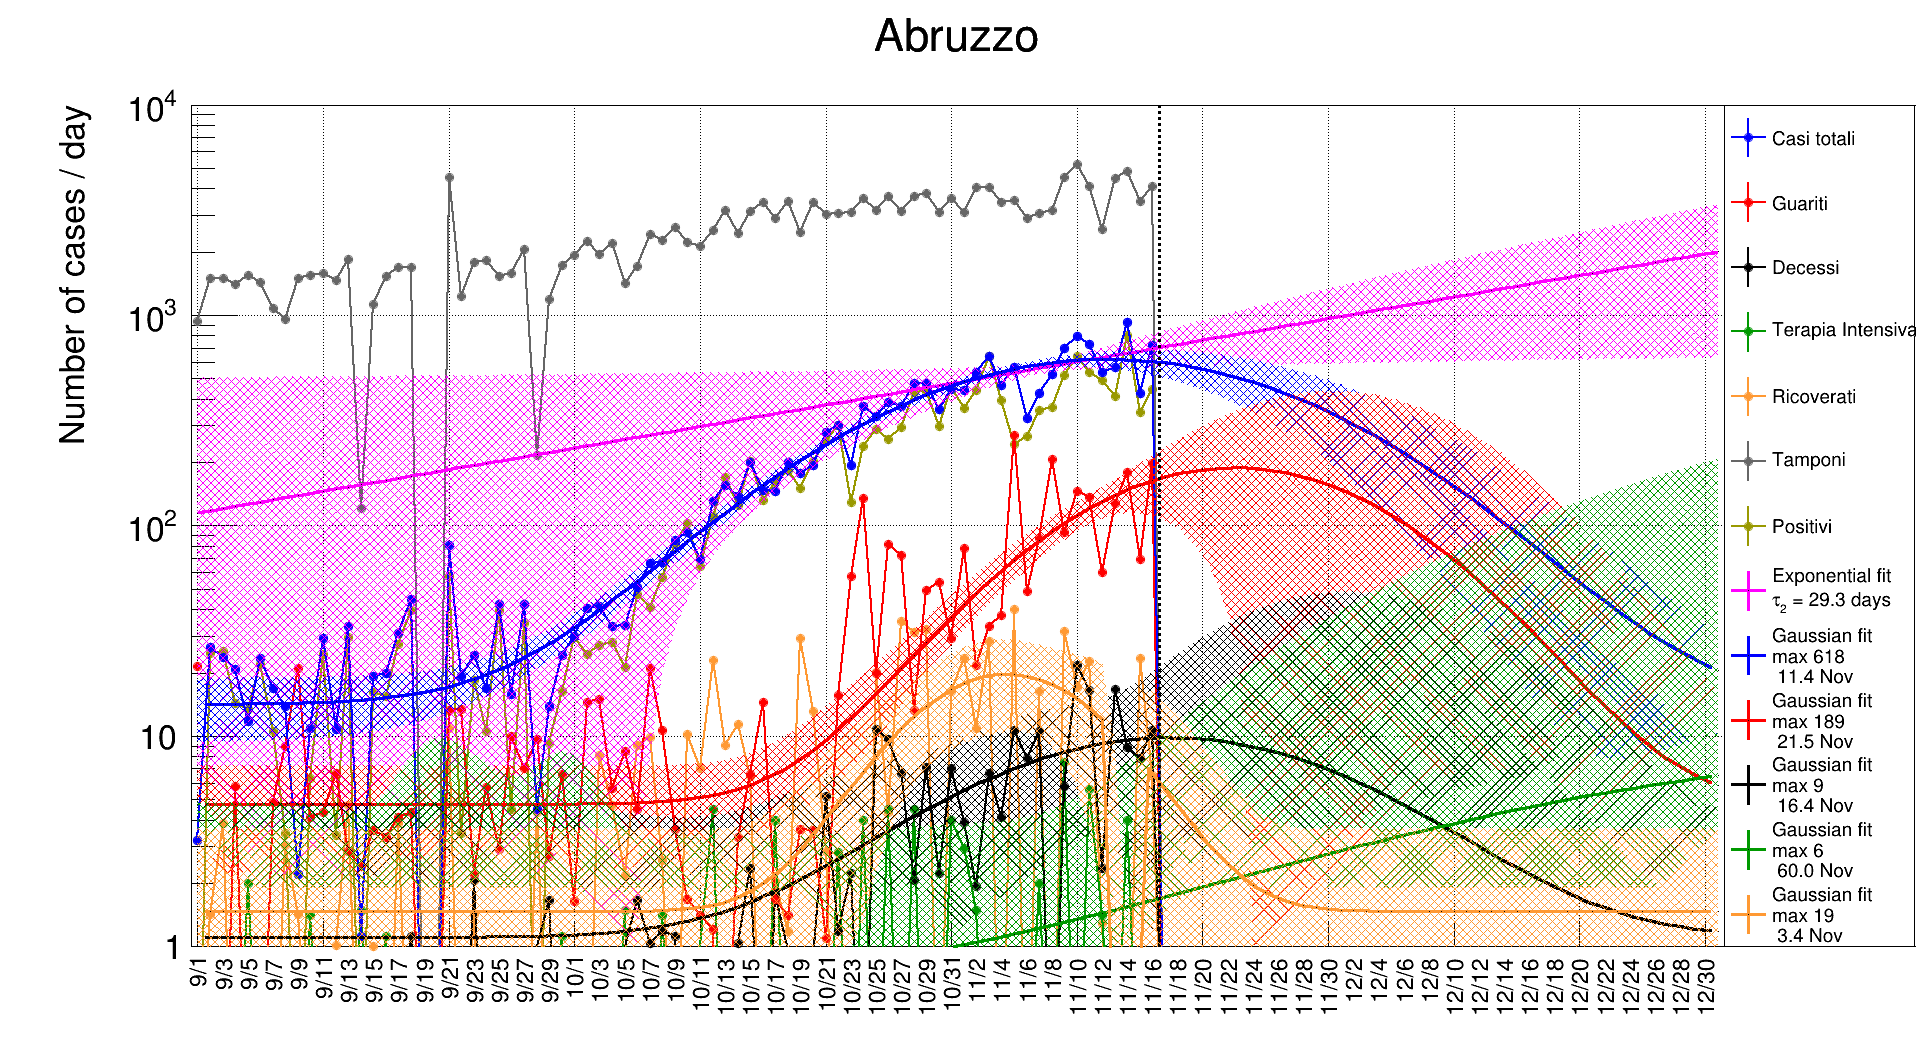 Abruzzo
Number of cases / day
10⁴
10³
10²
10
1
9/1 9/3 9/5 9/7 9/9 9/11 9/13 9/15 9/17 9/19 9/21 9/23 9/25 9/27 9/29 10/1 10/3 10/5 10/7 10/9 10/11 10/13 10/15 10/17 10/19 10/21 10/23 10/25 10/27 10/29 10/31 11/2 11/4 11/6 11/8 11/10 11/12 11/14 11/16 11/18 11/20 11/22 11/24 11/26 11/28 11/30 12/2 12/4 12/6 12/8 12/10 12/12 12/14 12/16 12/18 12/20 12/22 12/24 12/26 12/28 12/30
Casi totali
Guariti
Decessi
Terapia Intensiva
Ricoverati
Tamponi
Positivi
Exponential fit
τ₂ = 29.3 days
Gaussian fit
max 618
11.4 Nov
Gaussian fit
max 189
21.5 Nov
Gaussian fit
max 9
16.4 Nov
Gaussian fit
max 6
60.0 Nov
Gaussian fit
max 19
3.4 Nov